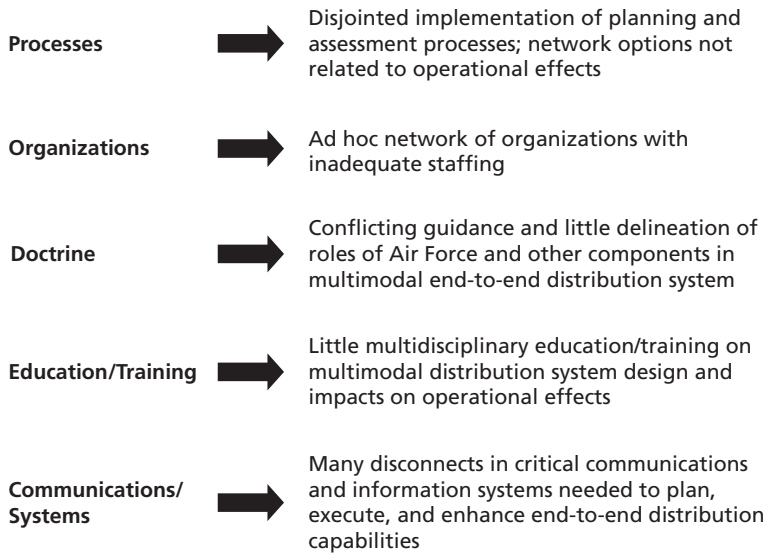 Processes
Disjointed implementation of planning and
assessment processes; network options not
related to operational effects
Organizations
Ad hoc network of organizations with
inadequate staffing
Doctrine
Conflicting guidance and little delineation of
roles of Air Force and other components in
multimodal end-to-end distribution system
Education/Training
Little multidisciplinary education/training on
multimodal distribution system design and
impacts on operational effects
Communications/
Systems
Many disconnects in critical communications
and information systems needed to plan,
execute, and enhance end-to-end distribution
capabilities